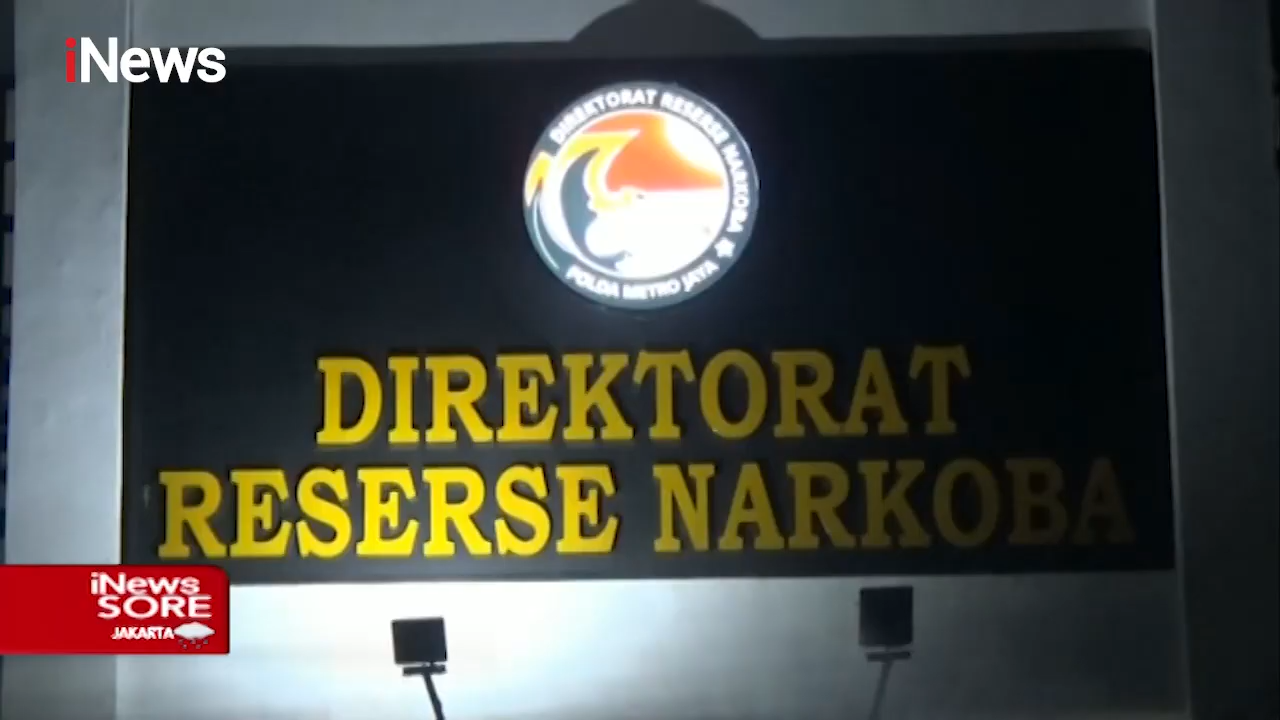 iNews
DIREKTORAT RESERSE NARKOBA
POLDA METRO JAYA
DIREKTORAT
RESERSE NARKOBA
iNews
SORE
JAKARTA